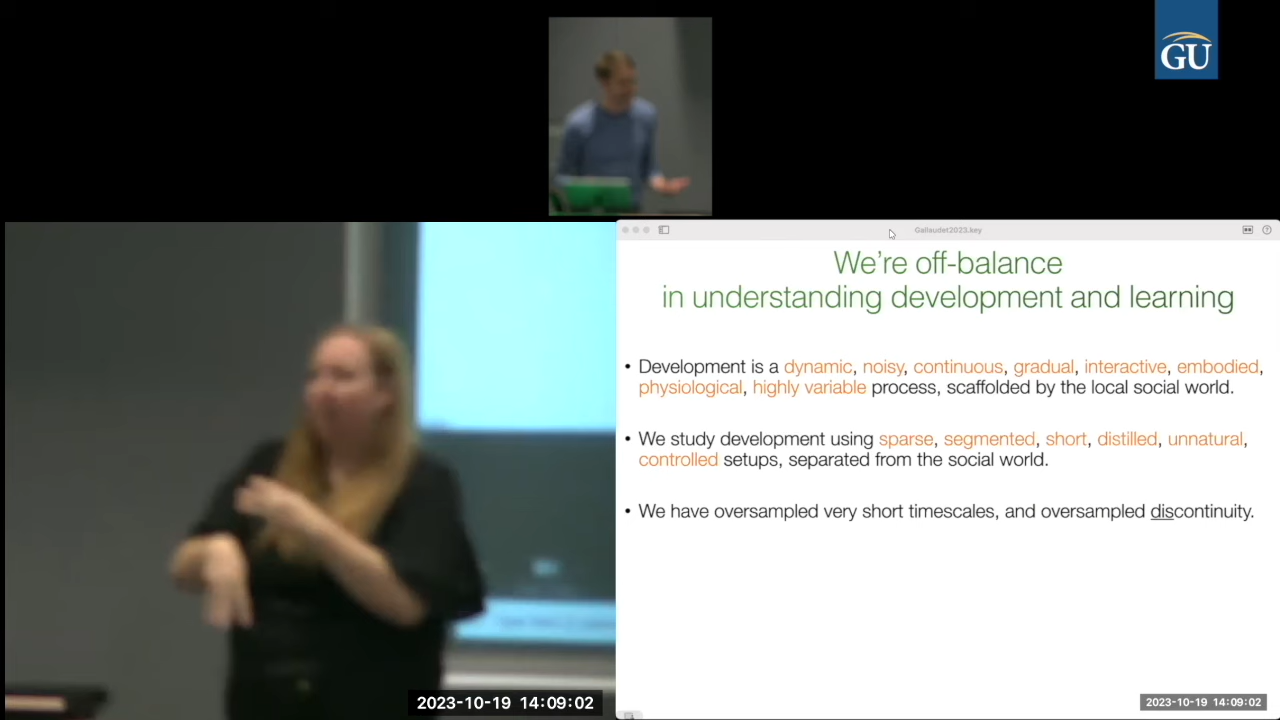 GU
Gallaudet2023.key
We're off-balance
in understanding development and learning
• Development is a dynamic, noisy, continuous, gradual, interactive, embodied,
physiological, highly variable process, scaffolded by the local social world.
• We study development using sparse, segmented, short, distilled, unnatural,
controlled setups, separated from the social world.
• We have oversampled very short timescales, and oversampled discontinuity.
2023-10-19 14:09:02
2023-10-19 14:09:02